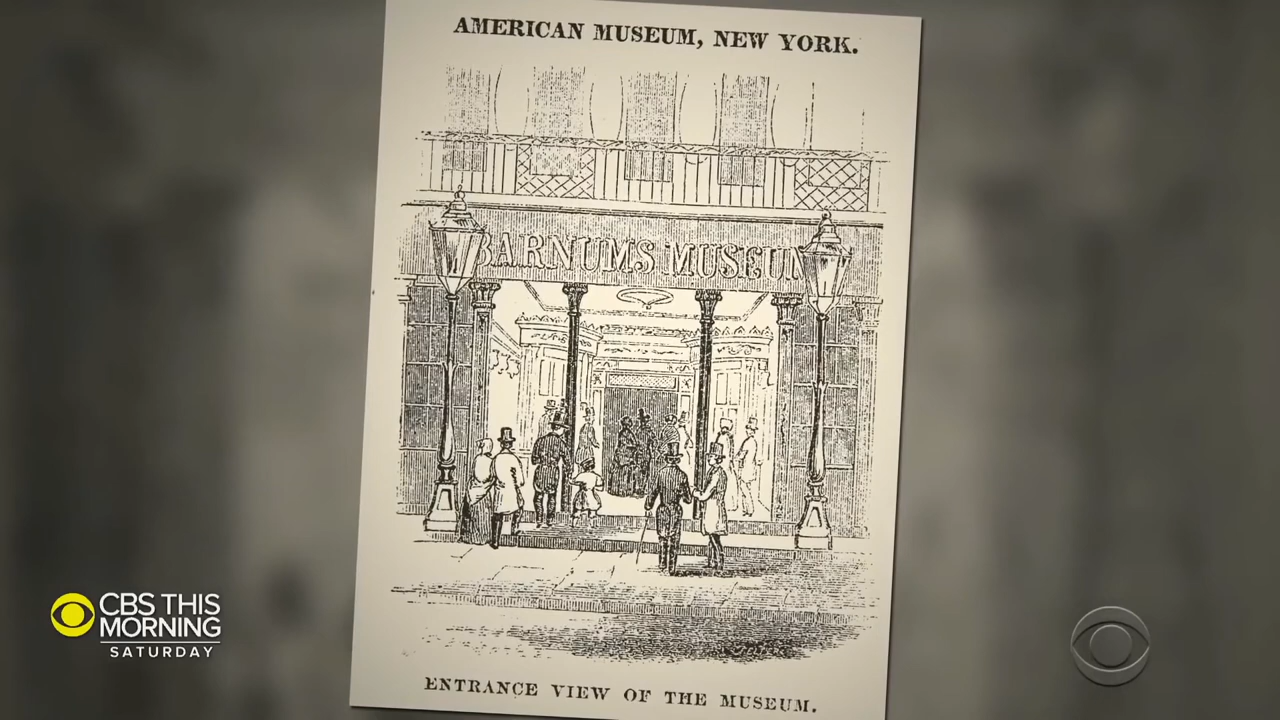 AMERICAN MUSEUM, NEW YORK.
BARNUMS MUSEUM
ENTRANCE VIEW OF THE MUSEUM.
CBS THIS
MORNING
SATURDAY